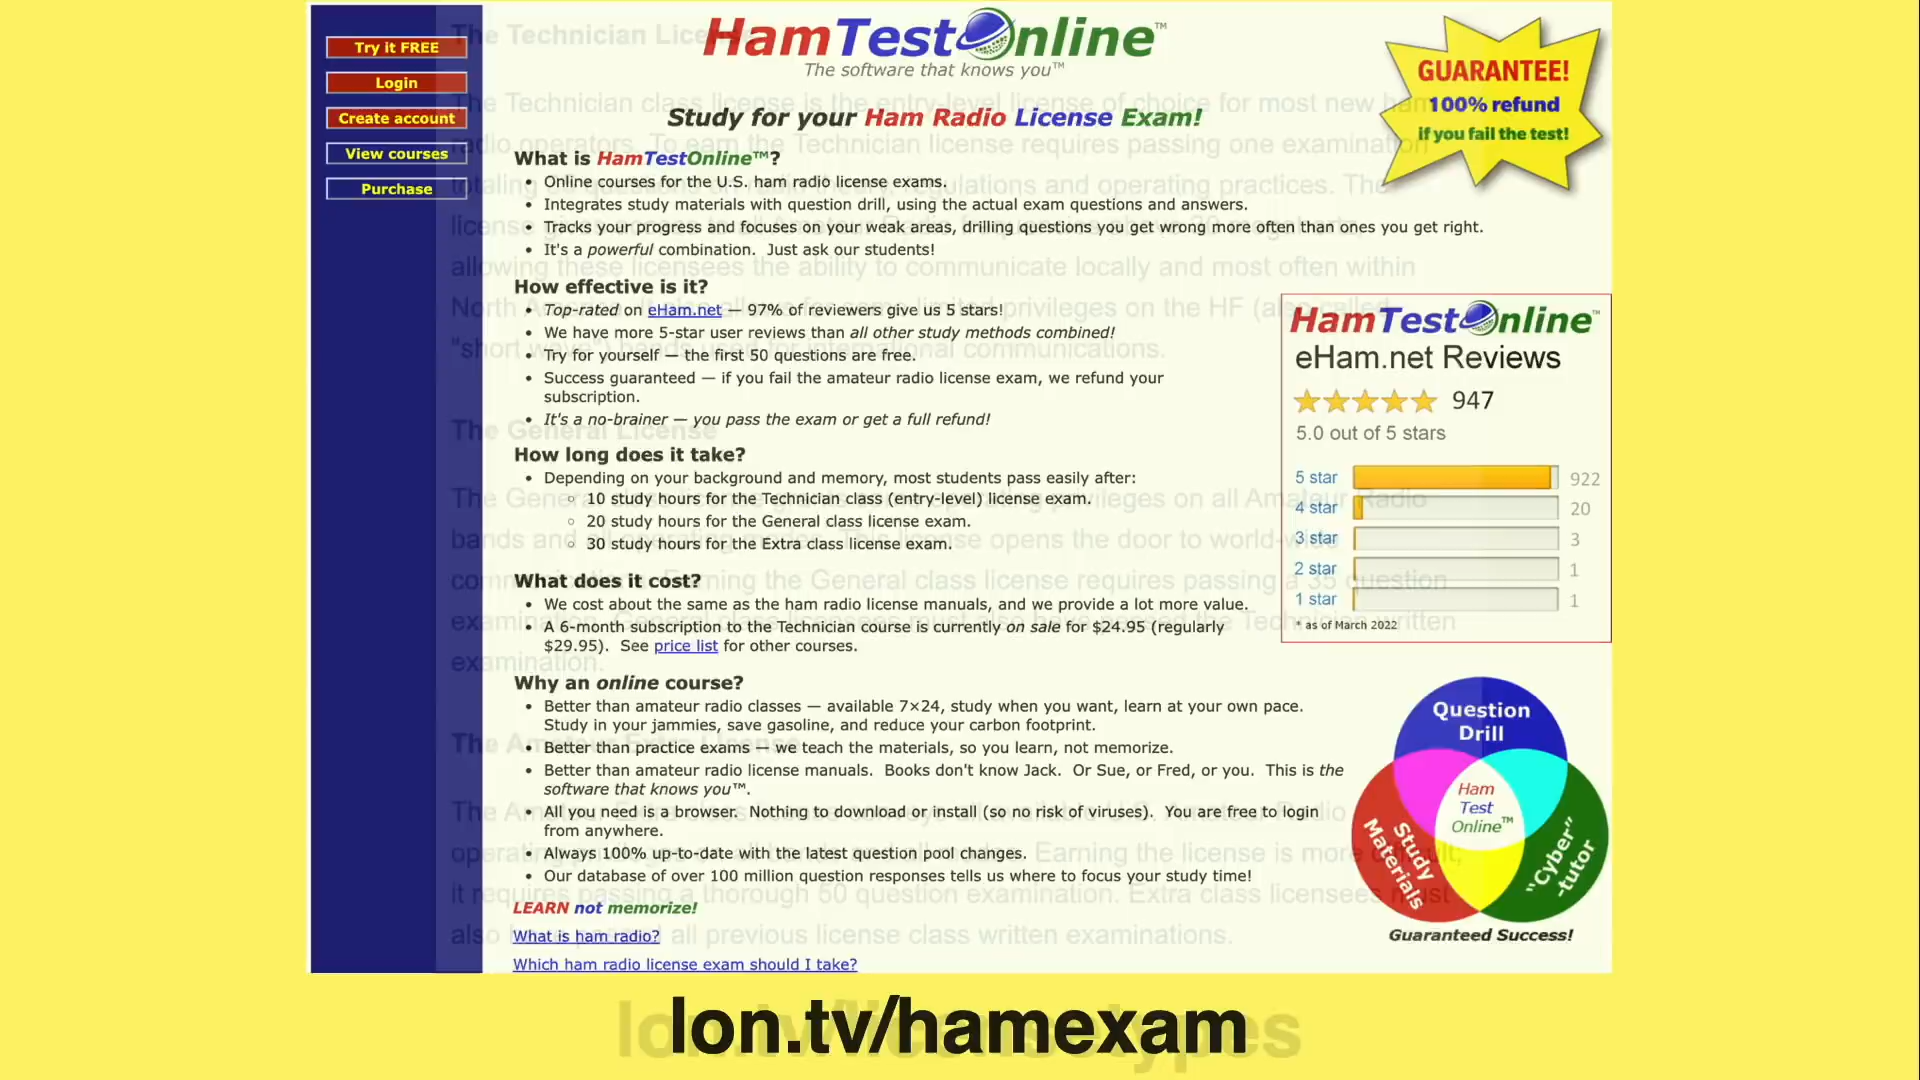 Try it FREE
Login
Create account
View courses
Purchase
HamTestOnline™
The software that knows you™
GUARANTEE!
100% refund
if you fail the test!
Study for your Ham Radio License Exam!
What is HamTestOnline™?
• Online courses for the U.S. ham radio license exams.
• Integrates study materials with question drill, using the actual exam questions and answers.
• Tracks your progress and focuses on your weak areas, drilling questions you get wrong more often than ones you get right.
• It's a powerful combination. Just ask our students!
How effective is it?
• Top-rated on eHam.net — 97% of reviewers give us 5 stars!
• We have more 5-star user reviews than all other study methods combined!
• Try for yourself — the first 50 questions are free.
• Success guaranteed — if you fail the amateur radio license exam, we refund your
subscription.
• It's a no-brainer — you pass the exam or get a full refund!
How long does it take?
• Depending on your background and memory, most students pass easily after:
◦ 10 study hours for the Technician class (entry-level) license exam.
◦ 20 study hours for the General class license exam.
◦ 30 study hours for the Extra class license exam.
What does it cost?
• We cost about the same as the ham radio license manuals, and we provide a lot more value.
• A 6-month subscription to the Technician course is currently on sale for $24.95 (regularly
$29.95). See price list for other courses.
Why an online course?
• Better than amateur radio classes — available 7×24, study when you want, learn at your own pace.
Study in your jammies, save gasoline, and reduce your carbon footprint.
• Better than practice exams — we teach the materials, so you learn, not memorize.
• Better than amateur radio license manuals. Books don't know Jack. Or Sue, or Fred, or you. This is the
software that knows you™.
• All you need is a browser. Nothing to download or install (so no risk of viruses). You are free to login
from anywhere.
• Always 100% up-to-date with the latest question pool changes.
• Our database of over 100 million question responses tells us where to focus your study time!
LEARN not memorize!
What is ham radio?
Which ham radio license exam should I take?
HamTestOnline™
eHam.net Reviews
947
5.0 out of 5 stars
5 star 922
4 star 20
3 star 3
2 star 1
1 star 1
* as of March 2022
Question
Drill
Ham
Test
Online™
Study
Materials
"Cyber"
-tutor
Guaranteed Success!
lon.tv/hamexam